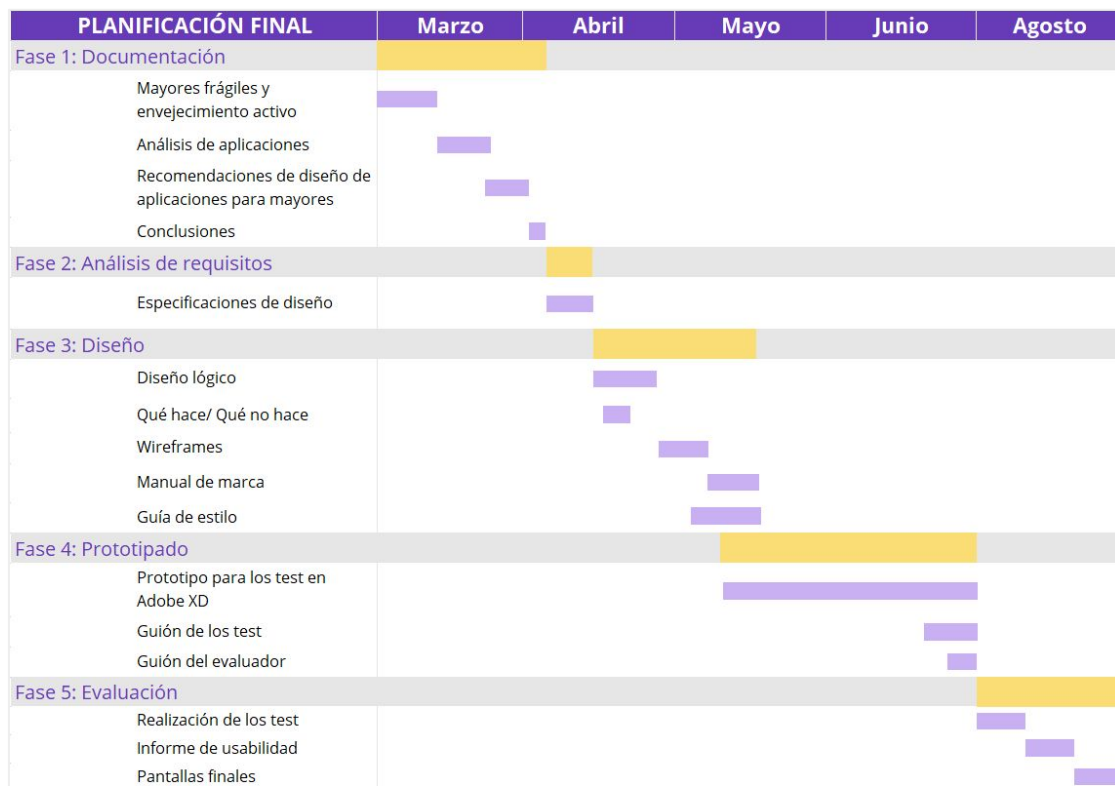 PLANIFICACIÓN FINAL Marzo Abril Mayo Junio Agosto
Fase 1: Documentación
Mayores frágiles y
envejecimiento activo
Análisis de aplicaciones
Recomendaciones de diseño de
aplicaciones para mayores
Conclusiones
Fase 2: Análisis de requisitos
Especificaciones de diseño
Fase 3: Diseño
Diseño lógico
Qué hace/ Qué no hace
Wireframes
Manual de marca
Guía de estilo
Fase 4: Prototipado
Prototipo para los test en
Adobe XD
Guión de los test
Guión del evaluador
Fase 5: Evaluación
Realización de los test
Informe de usabilidad
Pantallas finales